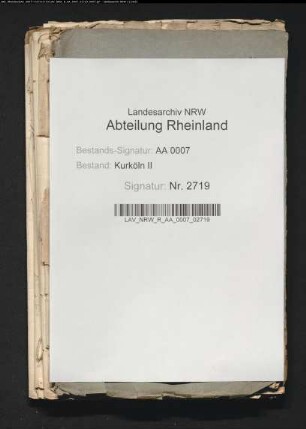 Landesarchiv NRW
Abteilung Rheinland
Bestands-Signatur: AA 0007
Bestand: Kurköln II
Signatur: Nr. 2719
LAV_NRW_R_AA_0007_02719